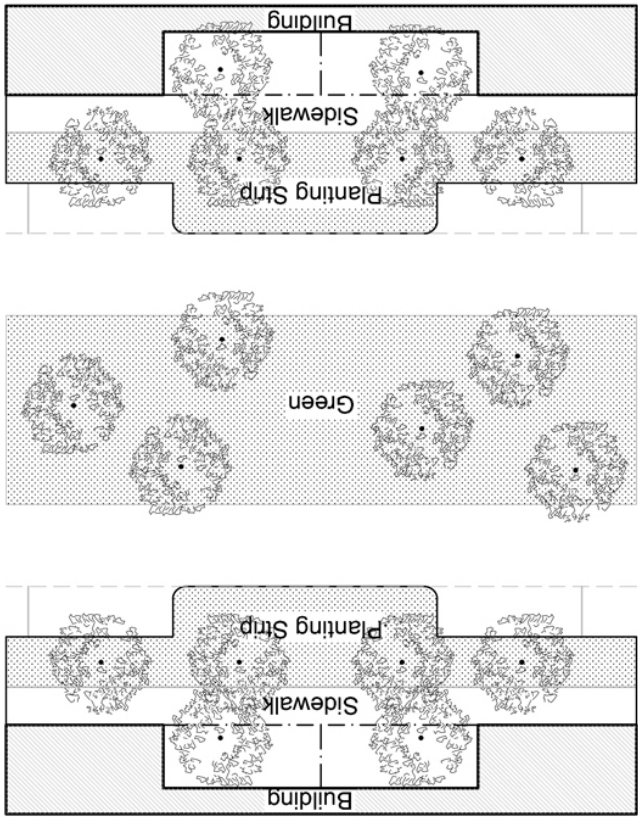 Building
Sidewalk
Planting Strip
Green
Planting Strip
Sidewalk
Building